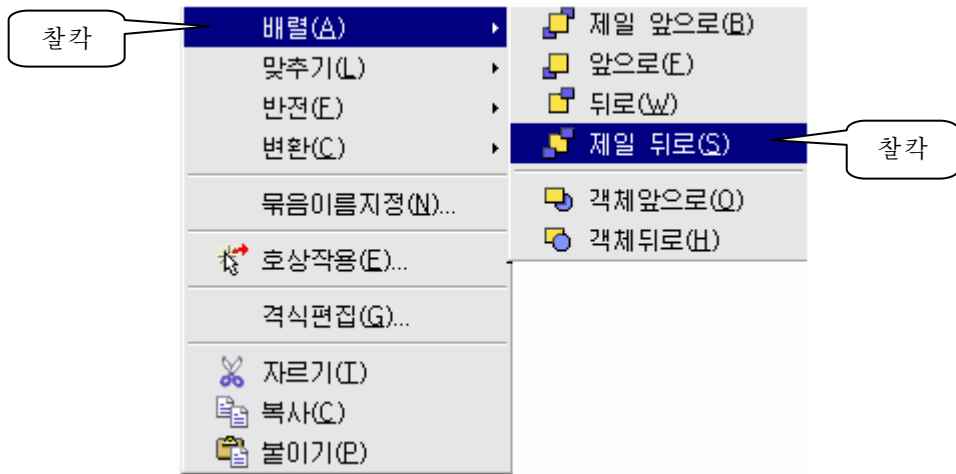 찰칵
배렬(A)
맞추기(L)
반전(F)
변환(C)
묶음이름지정(N)...
호상작용(E)...
격식편집(G)...
자르기(T)
복사(C)
붙이기(P)
제일 앞으로(B)
앞으로(F)
뒤로(W)
제일 뒤로(S)
객체앞으로(O)
객체뒤로(H)
찰칵